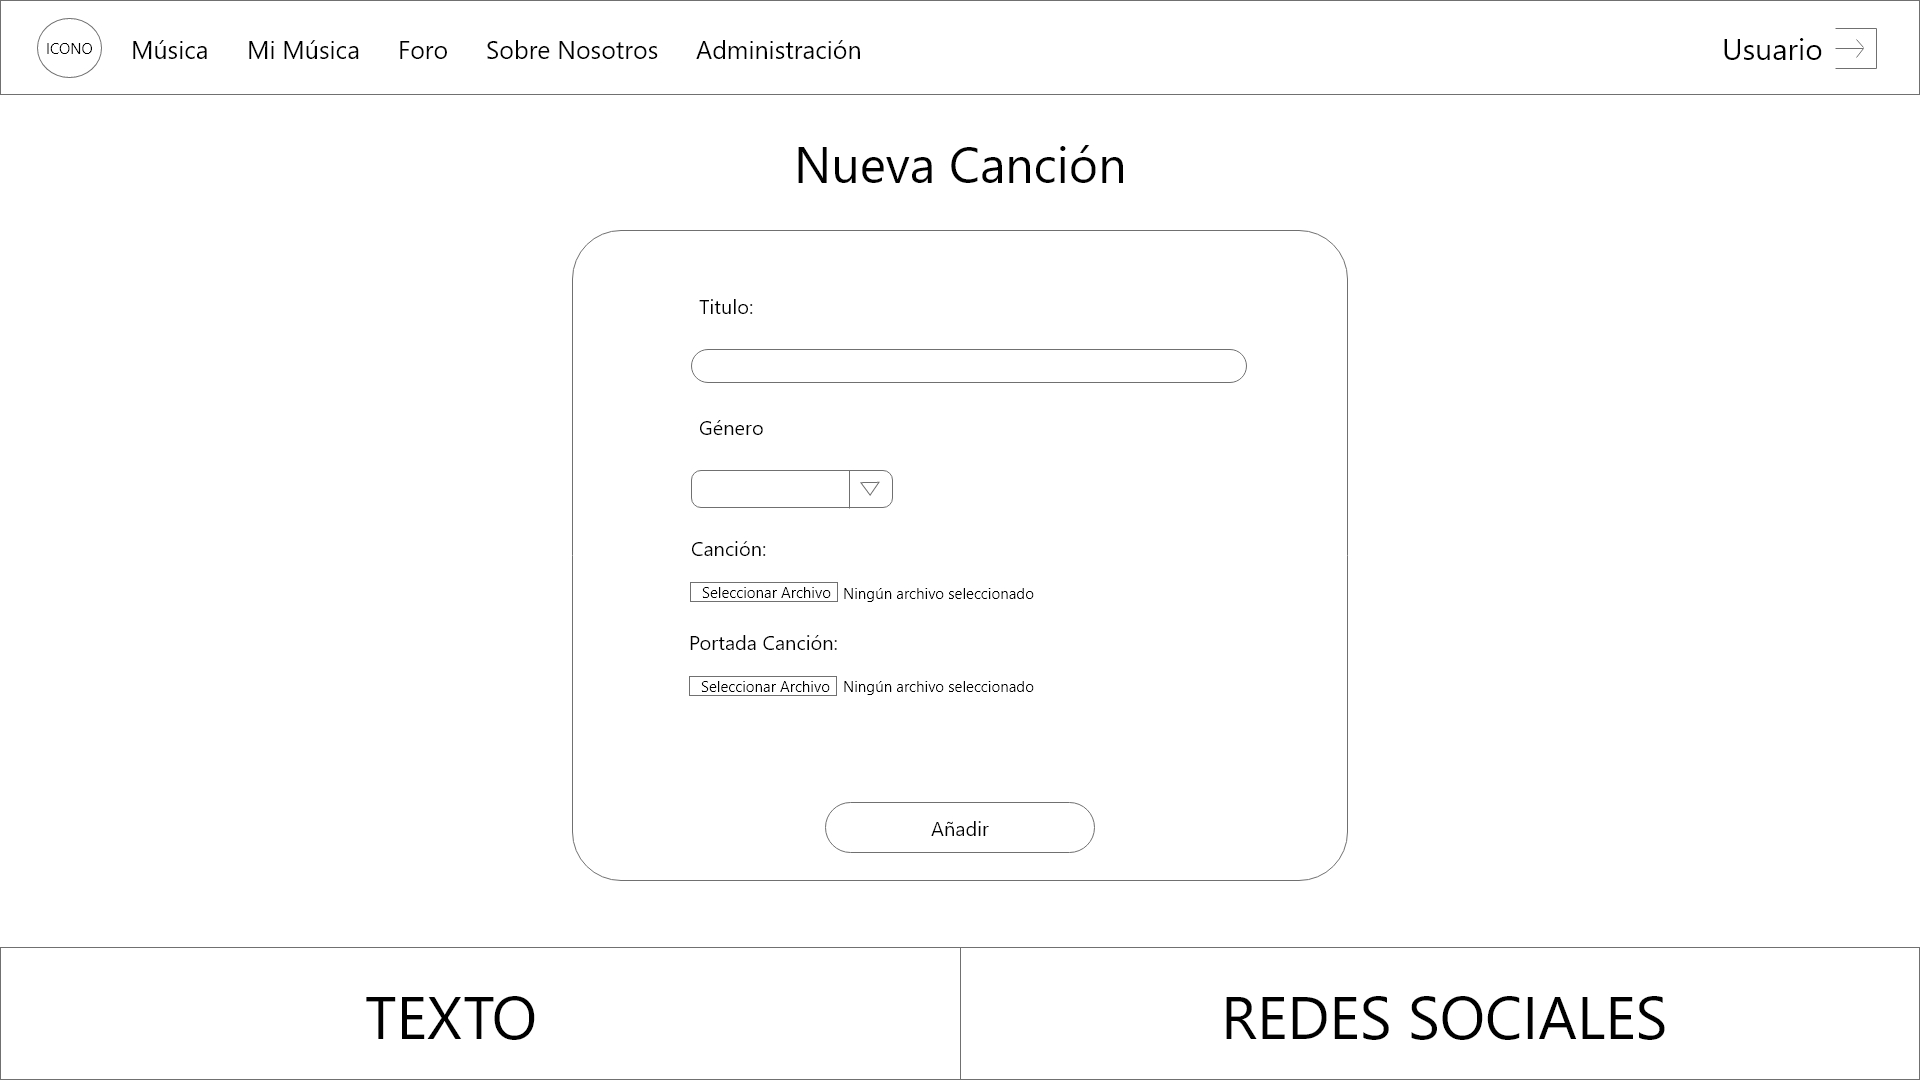 ICONO Música Mi Música Foro Sobre Nosotros Administración Usuario
Nueva Canción
Titulo:
Género
Canción:
Seleccionar Archivo Ningún archivo seleccionado
Portada Canción:
Seleccionar Archivo Ningún archivo seleccionado
Añadir
TEXTO REDES SOCIALES